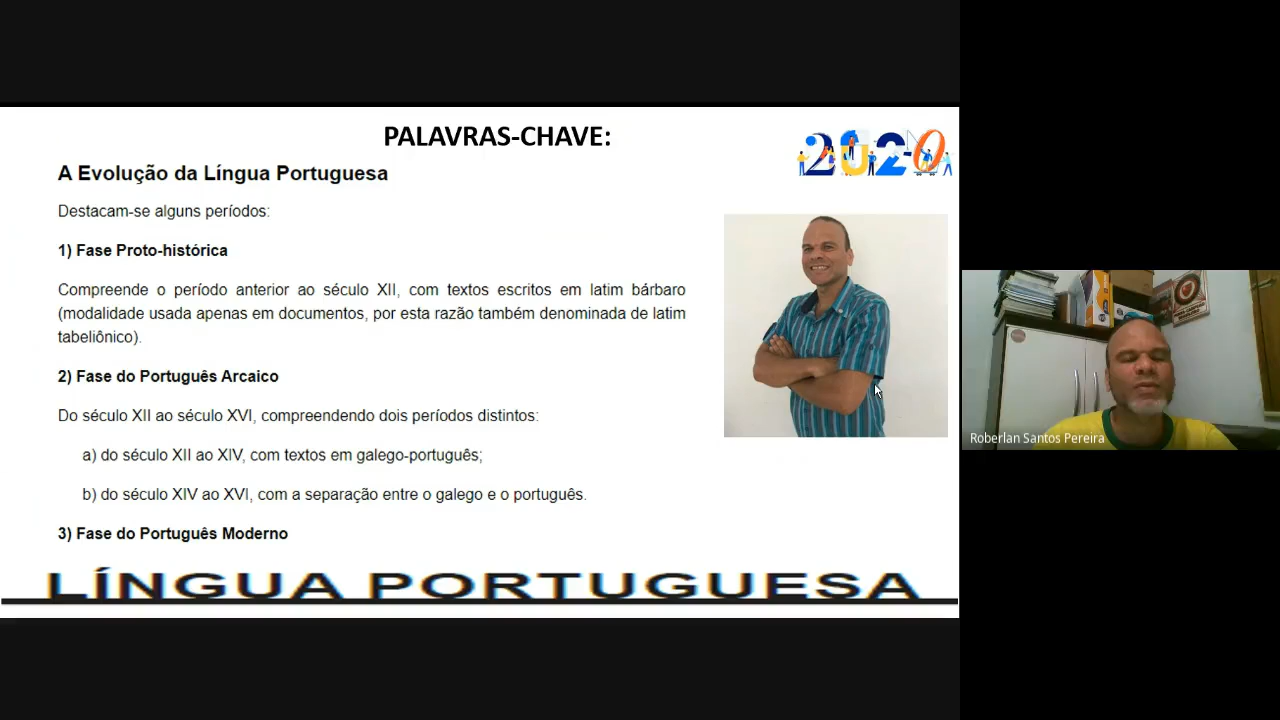 PALAVRAS-CHAVE:
2020
A Evolução da Língua Portuguesa
Destacam-se alguns períodos:
1) Fase Proto-histórica
Compreende o período anterior ao século XII, com textos escritos em latim bárbaro
(modalidade usada apenas em documentos, por esta razão também denominada de latim
tabeliônico).
2) Fase do Português Arcaico
Do século XII ao século XVI, compreendendo dois períodos distintos:
a) do século XII ao XIV, com textos em galego-português;
b) do século XIV ao XVI, com a separação entre o galego e o português.
3) Fase do Português Moderno
LÍNGUA PORTUGUESA
Roberlan Santos Pereira